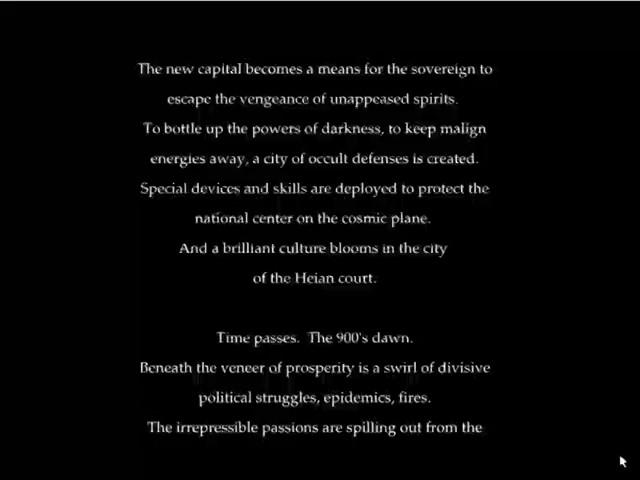 The new capital becomes a means for the sovereign to
escape the vengeance of unappeased spirits.
To bottle up the powers of darkness, to keep malign
energies away, a city of occult defenses is created.
Special devices and skills are deployed to protect the
national center on the cosmic plane.
And a brilliant culture blooms in the city
of the Heian court.
Time passes. The 900's dawn.
Beneath the veneer of prosperity is a swirl of divisive
political struggles, epidemics, fires.
The irrepressible passions are spilling out from the